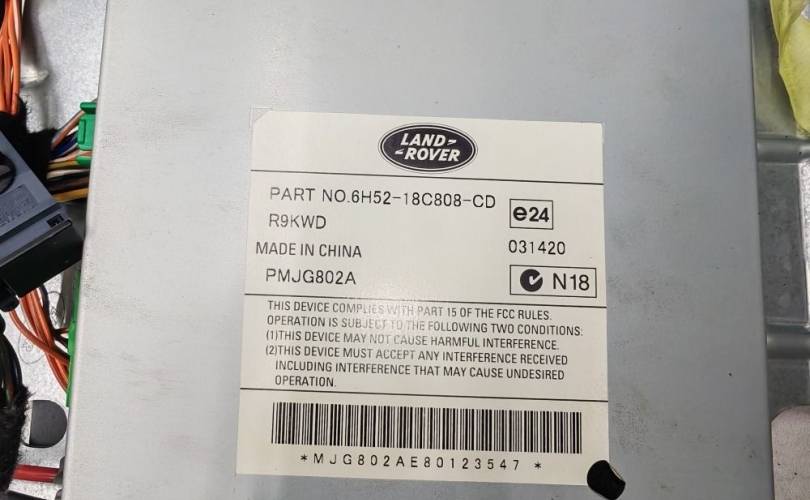 LAND-
-ROVER
PART NO.6H52-18C808-CD
e24
R9KWD
031420
MADE IN CHINA
PMJG802A
N18
THIS DEVICE COMPLIES WITH PART 15 OF THE FCC RULES.
OPERATION IS SUBJECT TO THE FOLLOWING TWO CONDITIONS:
(1)THIS DEVICE MAY NOT CAUSE HARMFUL INTERFERENCE.
(2)THIS DEVICE MUST ACCEPT ANY INTERFERENCE RECEIVED
INCLUDING INTERFERENCE THAT MAY CAUSE UNDESIRED
OPERATION.
*MJG802AE80123547*